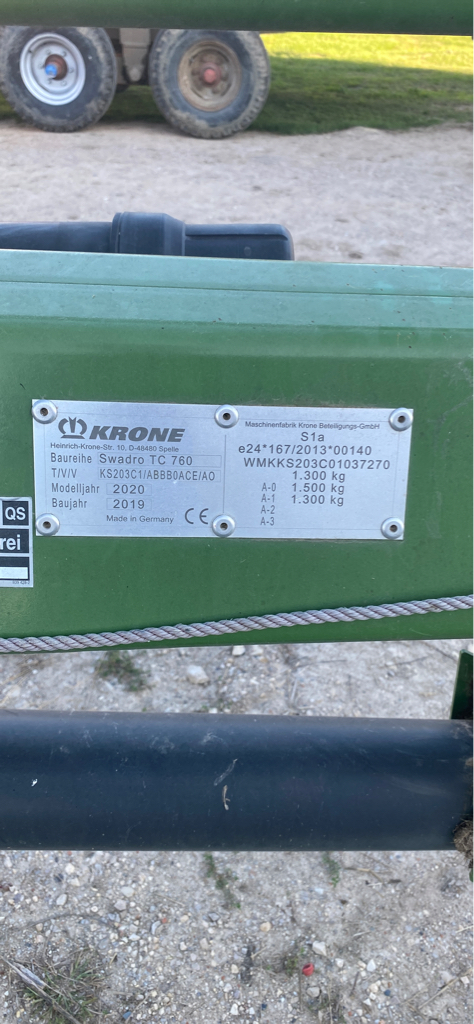 KRONE
Heinrich-Krone-Str. 10, D-48480 Spelle
Baureihe Swadro TC 760
T/V/V KS203C1/ABBB0ACE/AO
Modelljahr 2020
Baujahr 2019
Made in Germany CE
Maschinenfabrik Krone Beteiligungs-GmbH
S1a
e24*167/2013*00140
WMKKS203C01037270
1.300 kg
A-0 1.500 kg
A-1 1.300 kg
A-2
A-3
QS
rei